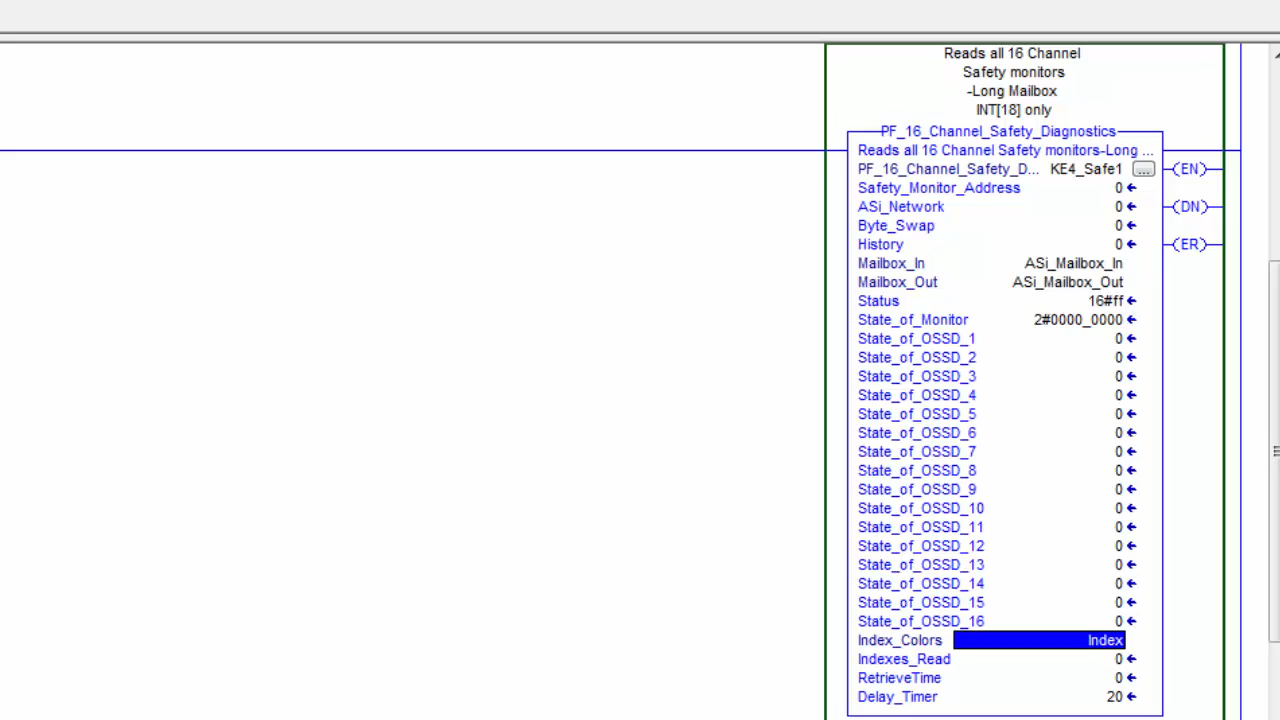 Reads all 16 Channel
Safety monitors
-Long Mailbox
INT[18] only
PF_16_Channel_Safety_Diagnostics
Reads all 16 Channel Safety monitors-Long ...
PF_16_Channel_Safety_D... KE4_Safe1 ... (EN)
Safety_Monitor_Address 0
ASi_Network 0 (DN)
Byte_Swap 0
History 0 (ER)
Mailbox_In ASi_Mailbox_In
Mailbox_Out ASi_Mailbox_Out
Status 16#ff
State_of_Monitor 2#0000_0000
State_of_OSSD_1 0
State_of_OSSD_2 0
State_of_OSSD_3 0
State_of_OSSD_4 0
State_of_OSSD_5 0
State_of_OSSD_6 0
State_of_OSSD_7 0
State_of_OSSD_8 0
State_of_OSSD_9 0
State_of_OSSD_10 0
State_of_OSSD_11 0
State_of_OSSD_12 0
State_of_OSSD_13 0
State_of_OSSD_14 0
State_of_OSSD_15 0
State_of_OSSD_16 0
Index_Colors Index
Indexes_Read 0
RetrieveTime 0
Delay_Timer 20